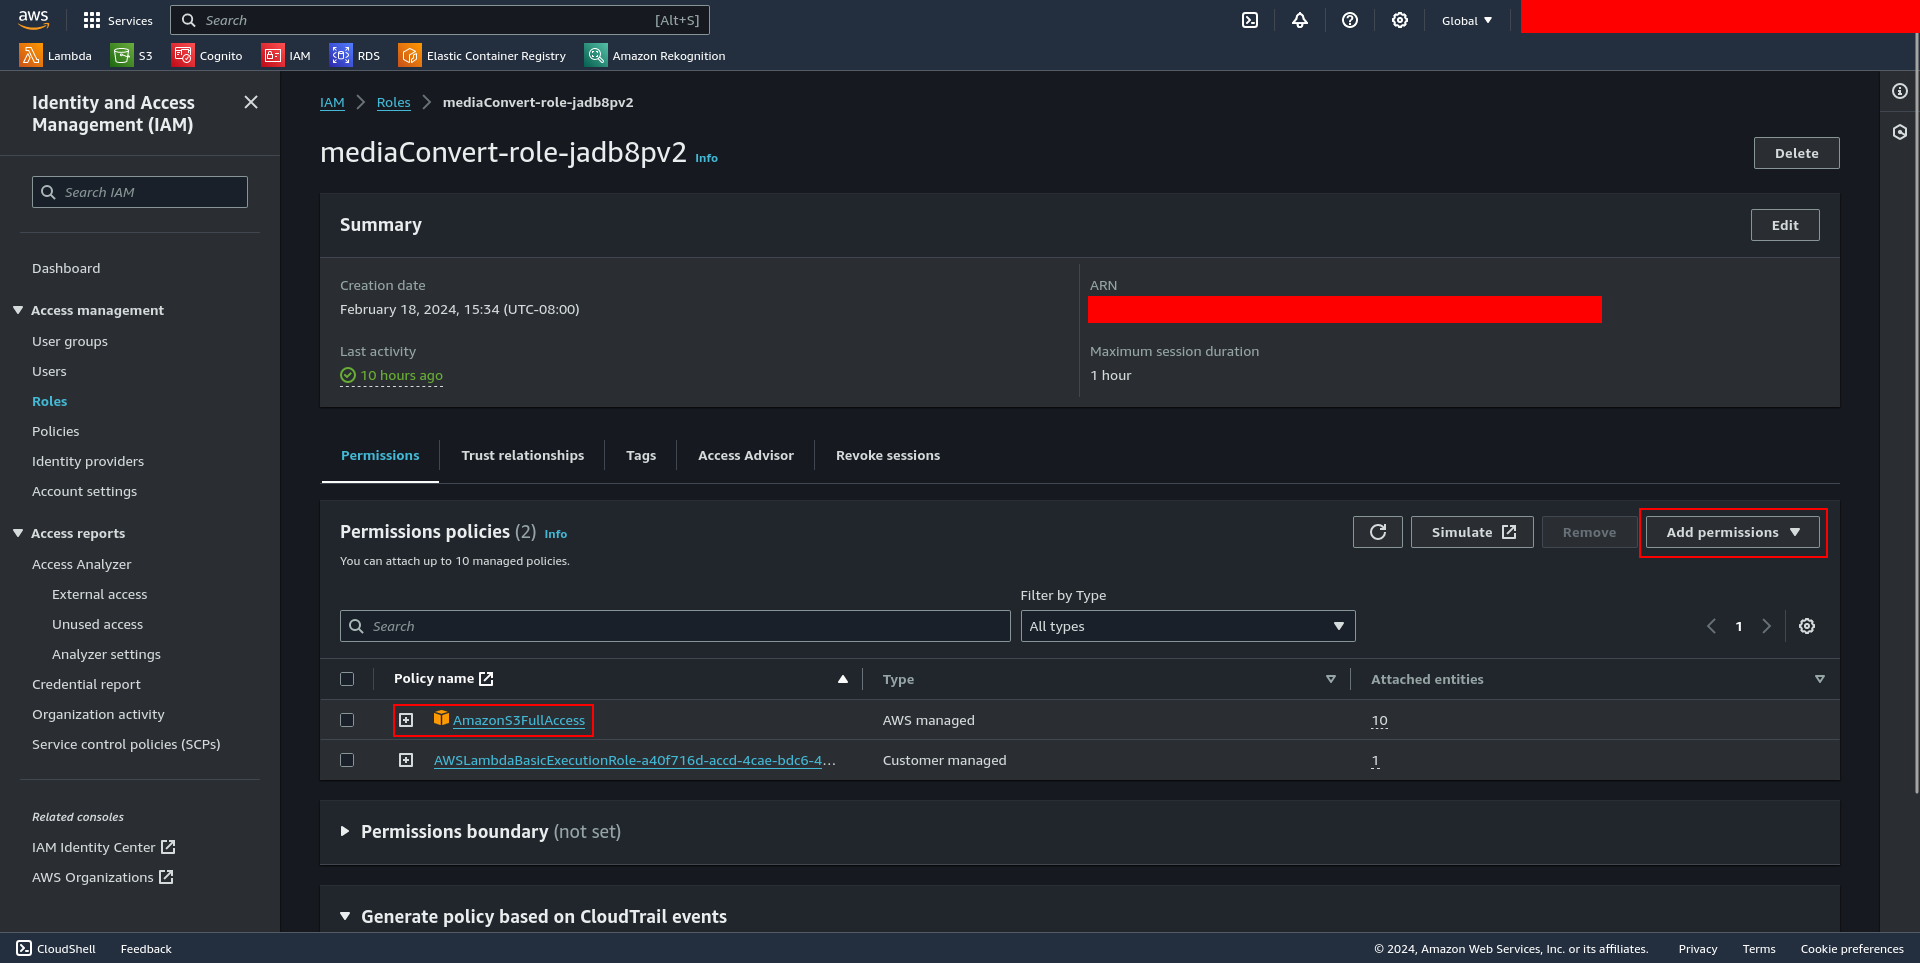 aws
Services
Search [Alt+S]
Global
Lambda S3 Cognito IAM RDS Elastic Container Registry Amazon Rekognition
Identity and Access
Management (IAM)
Search IAM
Dashboard
Access management
User groups
Users
Roles
Policies
Identity providers
Account settings
Access reports
Access Analyzer
External access
Unused access
Analyzer settings
Credential report
Organization activity
Service control policies (SCPs)
Related consoles
IAM Identity Center
AWS Organizations
IAM Roles mediaConvert-role-jadb8pv2
mediaConvert-role-jadb8pv2 Info
Delete
Summary
Edit
Creation date
February 18, 2024, 15:34 (UTC-08:00)
ARN
Last activity
10 hours ago
Maximum session duration
1 hour
Permissions Trust relationships Tags Access Advisor Revoke sessions
Permissions policies (2) Info
You can attach up to 10 managed policies.
Simulate Remove Add permissions
Filter by Type
Search
All types
1
Policy name Type Attached entities
AmazonS3FullAccess AWS managed 10
AWSLambdaBasicExecutionRole-a40f716d-accd-4cae-bdc6-4... Customer managed 1
Permissions boundary (not set)
Generate policy based on CloudTrail events
CloudShell Feedback
© 2024, Amazon Web Services, Inc. or its affiliates. Privacy Terms Cookie preferences